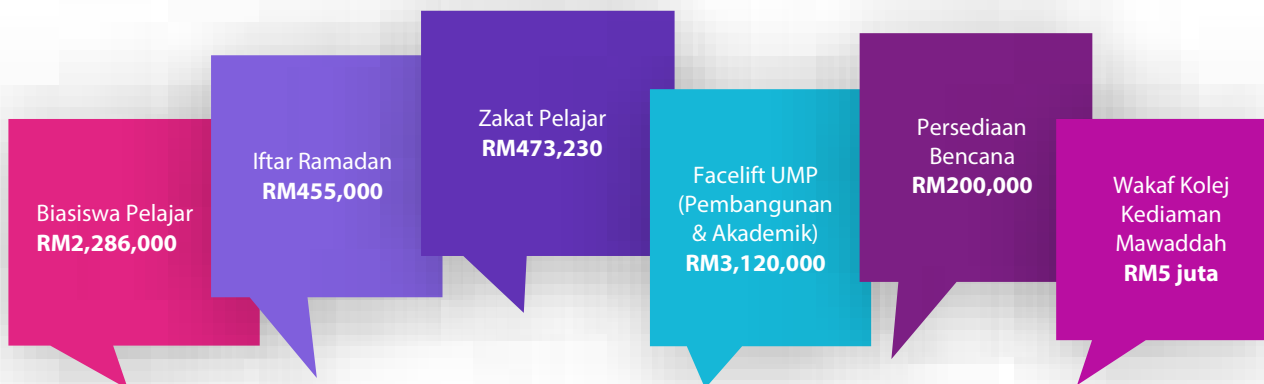 Biasiswa Pelajar
RM2,286,000
Iftar Ramadan
RM455,000
Zakat Pelajar
RM473,230
Facelift UMP
(Pembangunan
& Akademik)
RM3,120,000
Persediaan
Bencana
RM200,000
Wakaf Kolej
Kediaman
Mawaddah
RM5 juta